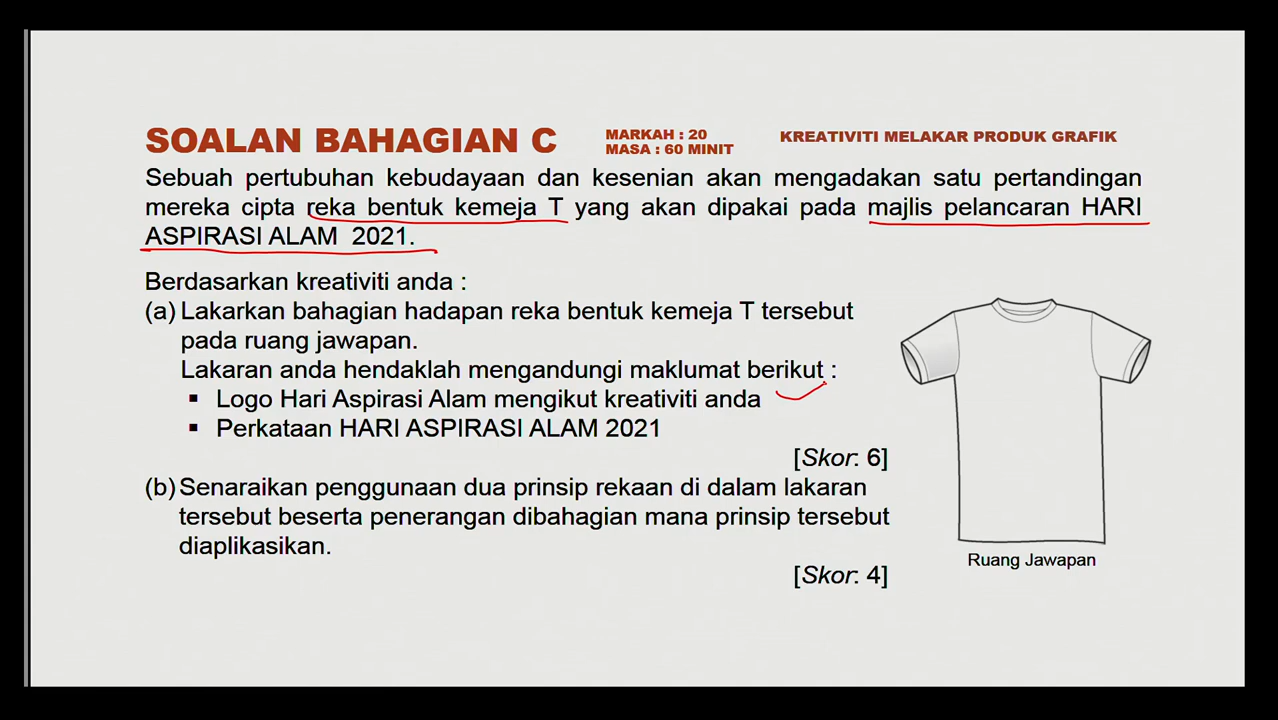 SOALAN BAHAGIAN C
MARKAH : 20
MASA : 60 MINIT
KREATIVITI MELAKAR PRODUK GRAFIK
Sebuah pertubuhan kebudayaan dan kesenian akan mengadakan satu pertandingan
mereka cipta reka bentuk kemeja T yang akan dipakai pada majlis pelancaran HARI
ASPIRASI ALAM 2021.
Berdasarkan kreativiti anda :
(a) Lakarkan bahagian hadapan reka bentuk kemeja T tersebut
pada ruang jawapan.
Lakaran anda hendaklah mengandungi maklumat berikut :
▪ Logo Hari Aspirasi Alam mengikut kreativiti anda
▪ Perkataan HARI ASPIRASI ALAM 2021
[Skor: 6]
(b) Senaraikan penggunaan dua prinsip rekaan di dalam lakaran
tersebut beserta penerangan dibahagian mana prinsip tersebut
diaplikasikan.
[Skor: 4]
Ruang Jawapan